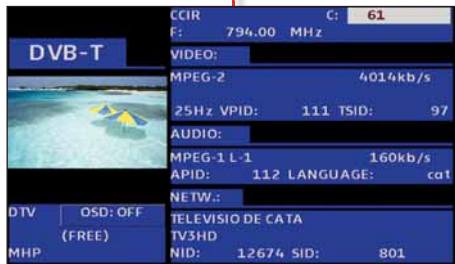 CCIR C: 61
F: 794.00 MHz
DVB-T
VIDEO:
MPEG-2 4014kb/s
25Hz VPID: 111 TSID: 97
AUDIO:
MPEG-1 L-1 160kb/s
APID: 112 LANGUAGE: cat
NETW.:
DTV OSD: OFF
TELEVISIO DE CATA
(FREE)
TV3HD
MHP
NID: 12674 SID: 801